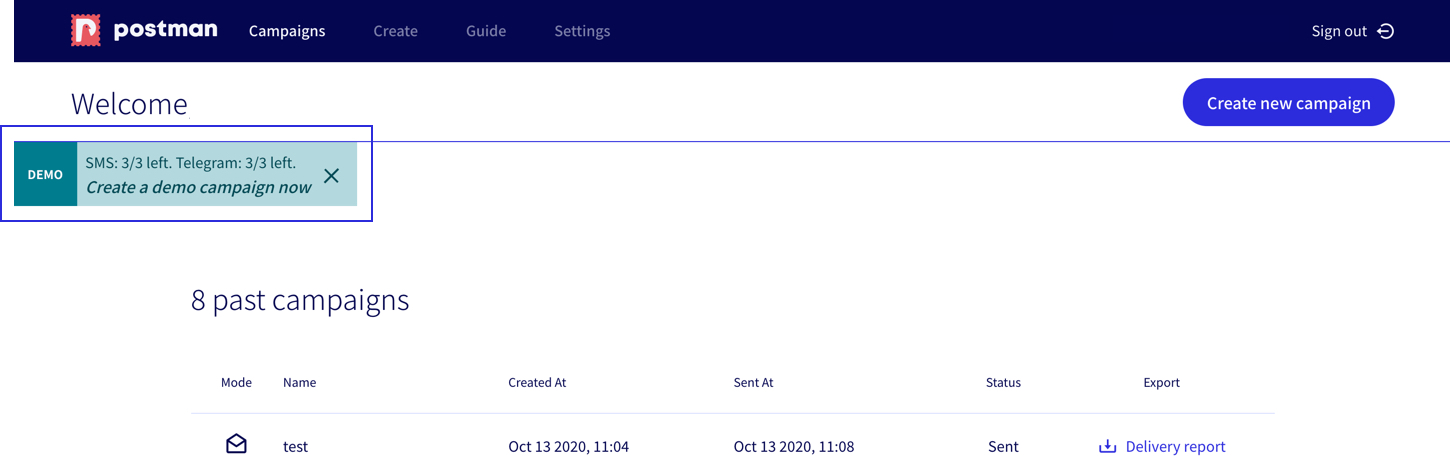 postman Campaigns Create Guide Settings Sign out
Welcome
Create new campaign
DEMO
SMS: 3/3 left. Telegram: 3/3 left.
Create a demo campaign now
8 past campaigns
Mode Name Created At Sent At Status Export
test Oct 13 2020, 11:04 Oct 13 2020, 11:08 Sent Delivery report